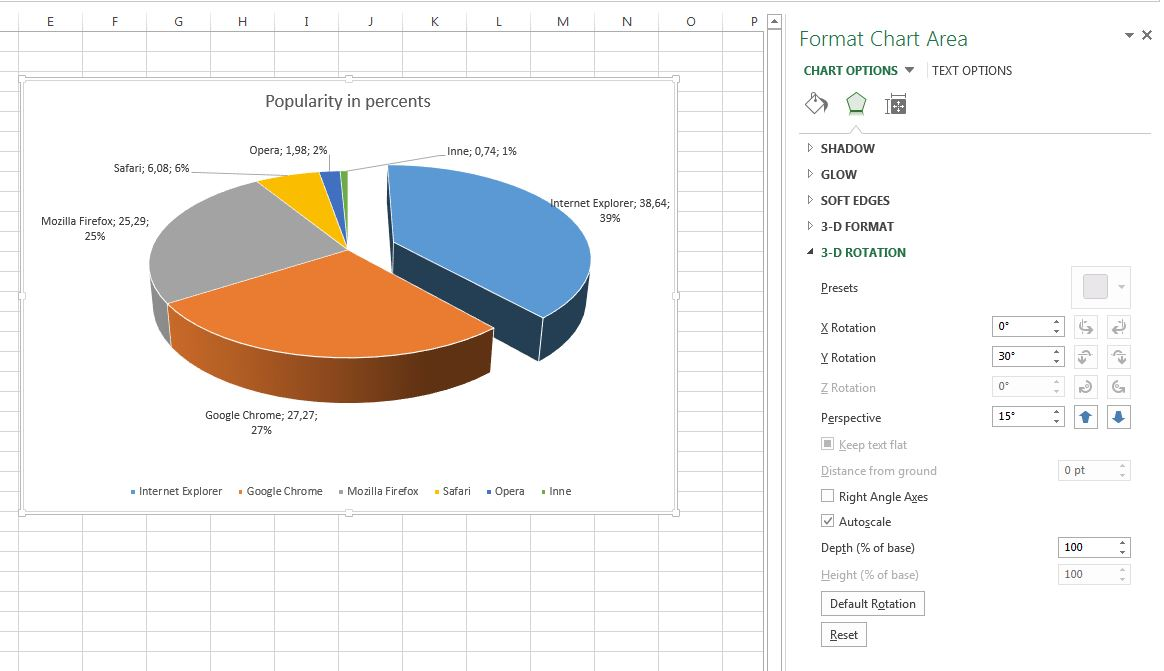 E F G H I J K L M N O P
Format Chart Area
CHART OPTIONS TEXT OPTIONS
Popularity in percents
Opera; 1,98; 2%
Inne; 0,74; 1%
Safari; 6,08; 6%
Internet Explorer; 38,64;
39%
Mozilla Firefox; 25,29;
25%
Google Chrome; 27,27;
27%
Internet Explorer Google Chrome Mozilla Firefox Safari Opera Inne
SHADOW
GLOW
SOFT EDGES
3-D FORMAT
3-D ROTATION
Presets
X Rotation 0°
Y Rotation 30°
Z Rotation 0°
Perspective 15°
Keep text flat
Distance from ground 0 pt
Right Angle Axes
Autoscale
Depth (% of base) 100
Height (% of base) 100
Default Rotation
Reset